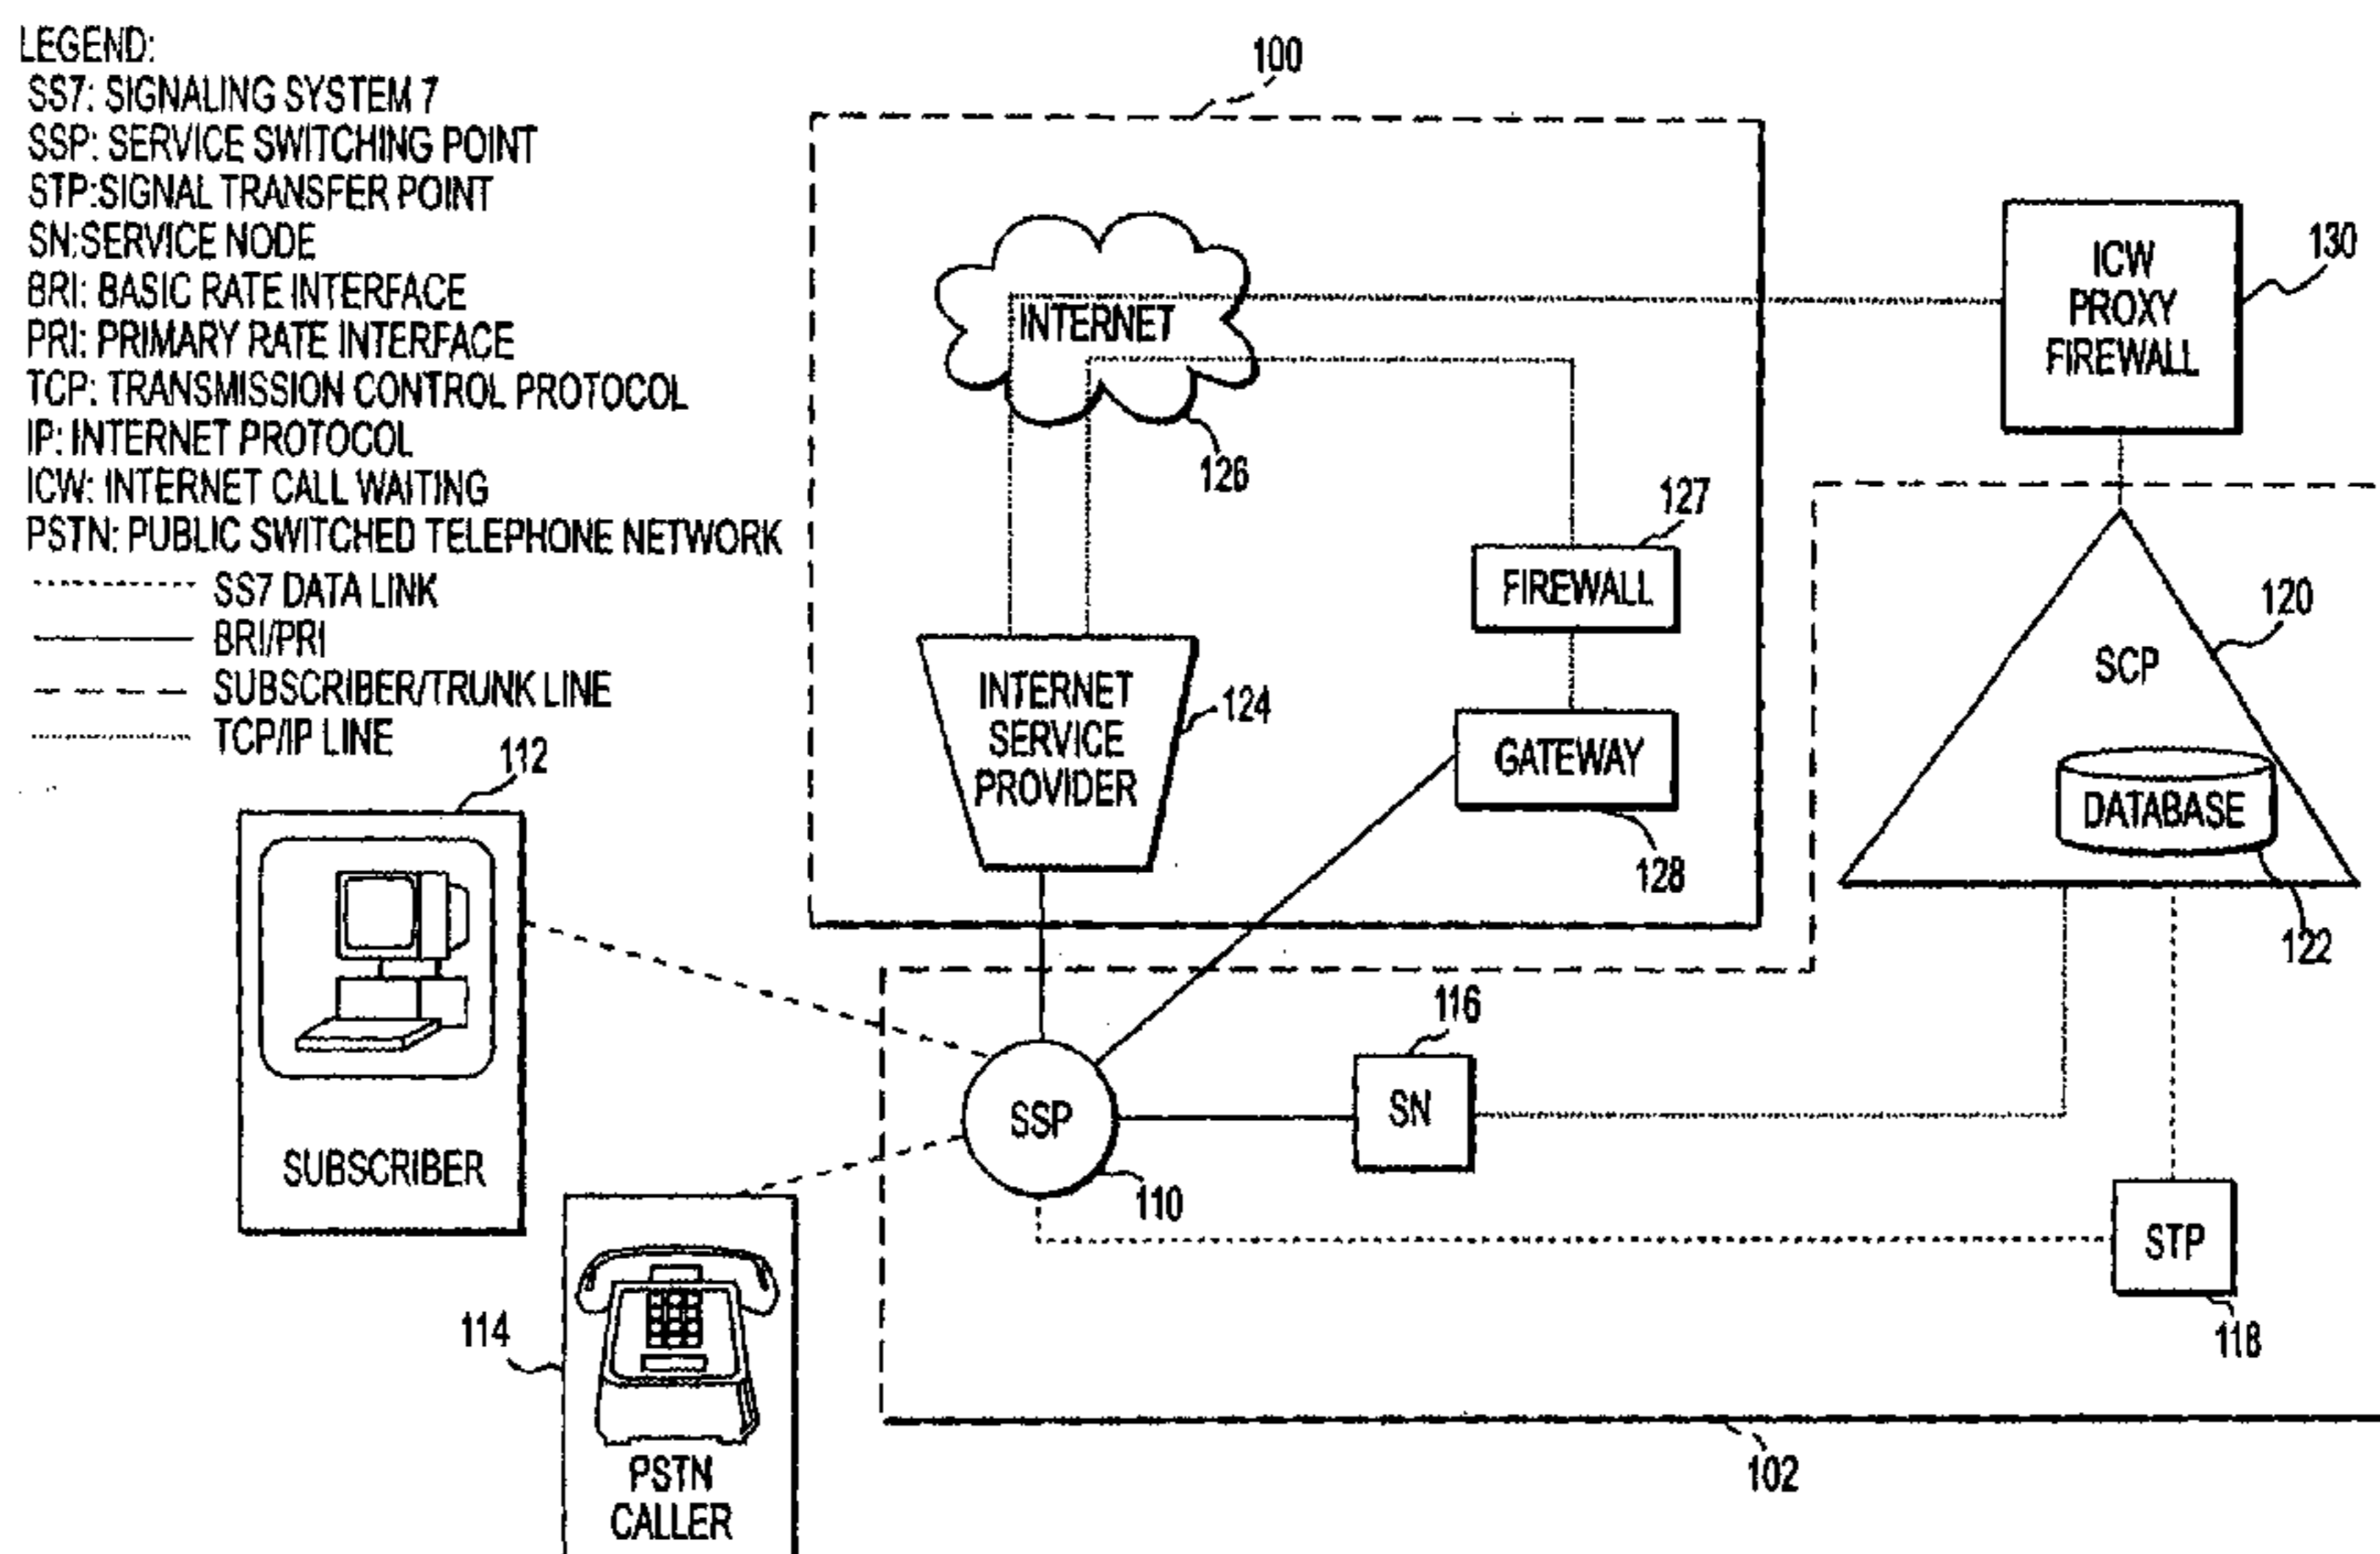 LEGEND:
SS7: SIGNALING SYSTEM 7
SSP: SERVICE SWITCHING POINT
STP:SIGNAL TRANSFER POINT
SN:SERVICE NODE
BRI: BASIC RATE INTERFACE
PRI: PRIMARY RATE INTERFACE
TCP: TRANSMISSION CONTROL PROTOCOL
IP: INTERNET PROTOCOL
ICW: INTERNET CALL WAITING
PSTN: PUBLIC SWITCHED TELEPHONE NETWORK
SS7 DATA LINK
BRI/PRI
SUBSCRIBER/TRUNK LINE
TCP/IP LINE
100
INTERNET
126
ICW
PROXY
FIREWALL
130
127
FIREWALL
INTERNET
SERVICE
PROVIDER
124
GATEWAY
128
SCP
120
DATABASE
122
112
SUBSCRIBER
SSP
110
116
SN
STP
118
114
PSTN
CALLER
102